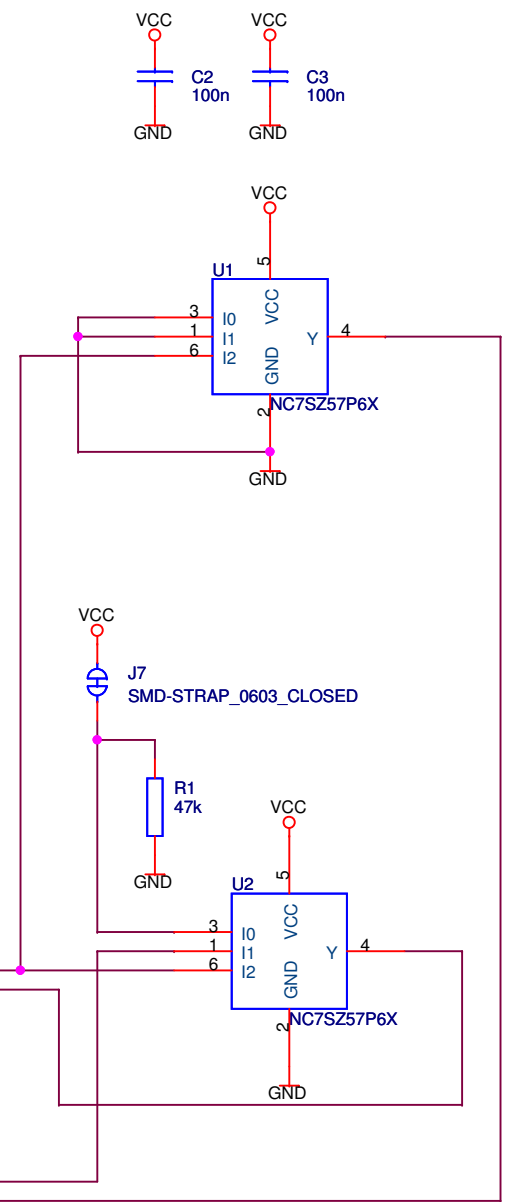 VCC
VCC
C2
100n
C3
100n
GND
GND
VCC
5
U1
3
I0
1
I1
6
I2
VCC
GND
Y
4
2
NC7SZ57P6X
GND
VCC
J7
SMD-STRAP_0603_CLOSED
R1
47k
GND
VCC
5
U2
3
I0
1
I1
6
I2
VCC
GND
Y
4
2
NC7SZ57P6X
GND